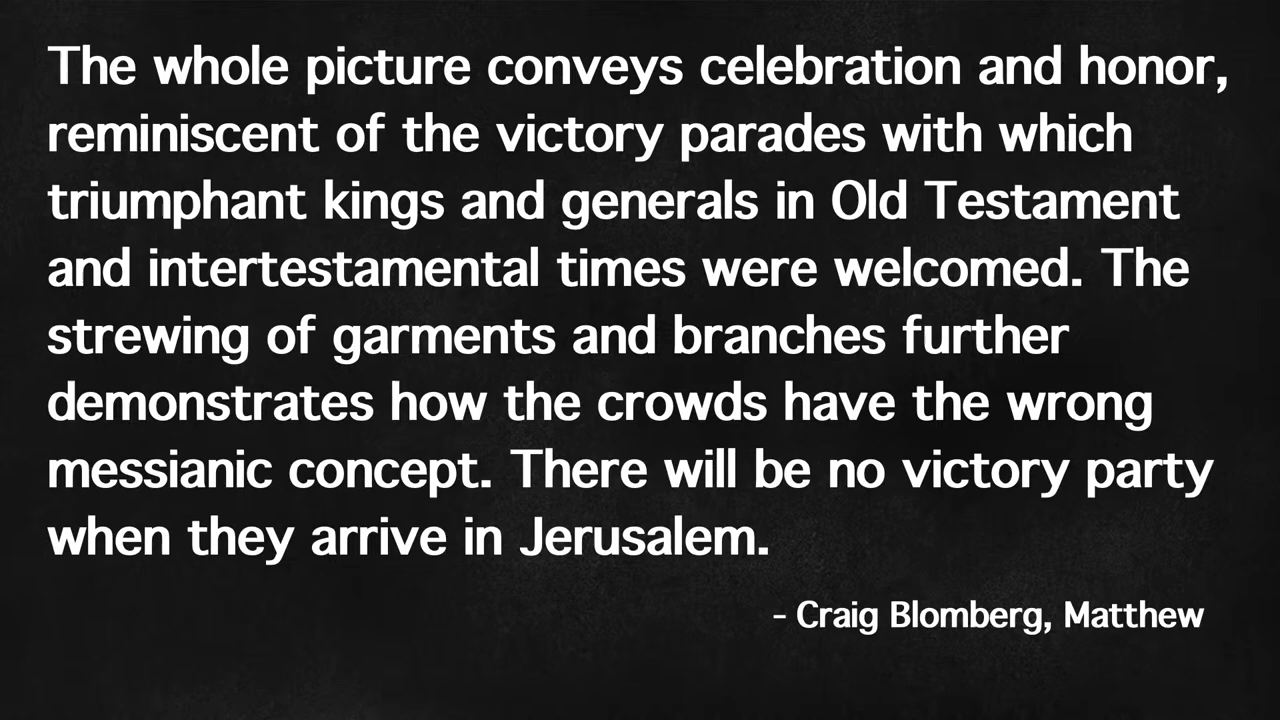 The whole picture conveys celebration and honor,
reminiscent of the victory parades with which
triumphant kings and generals in Old Testament
and intertestamental times were welcomed. The
strewing of garments and branches further
demonstrates how the crowds have the wrong
messianic concept. There will be no victory party
when they arrive in Jerusalem.
- Craig Blomberg, Matthew